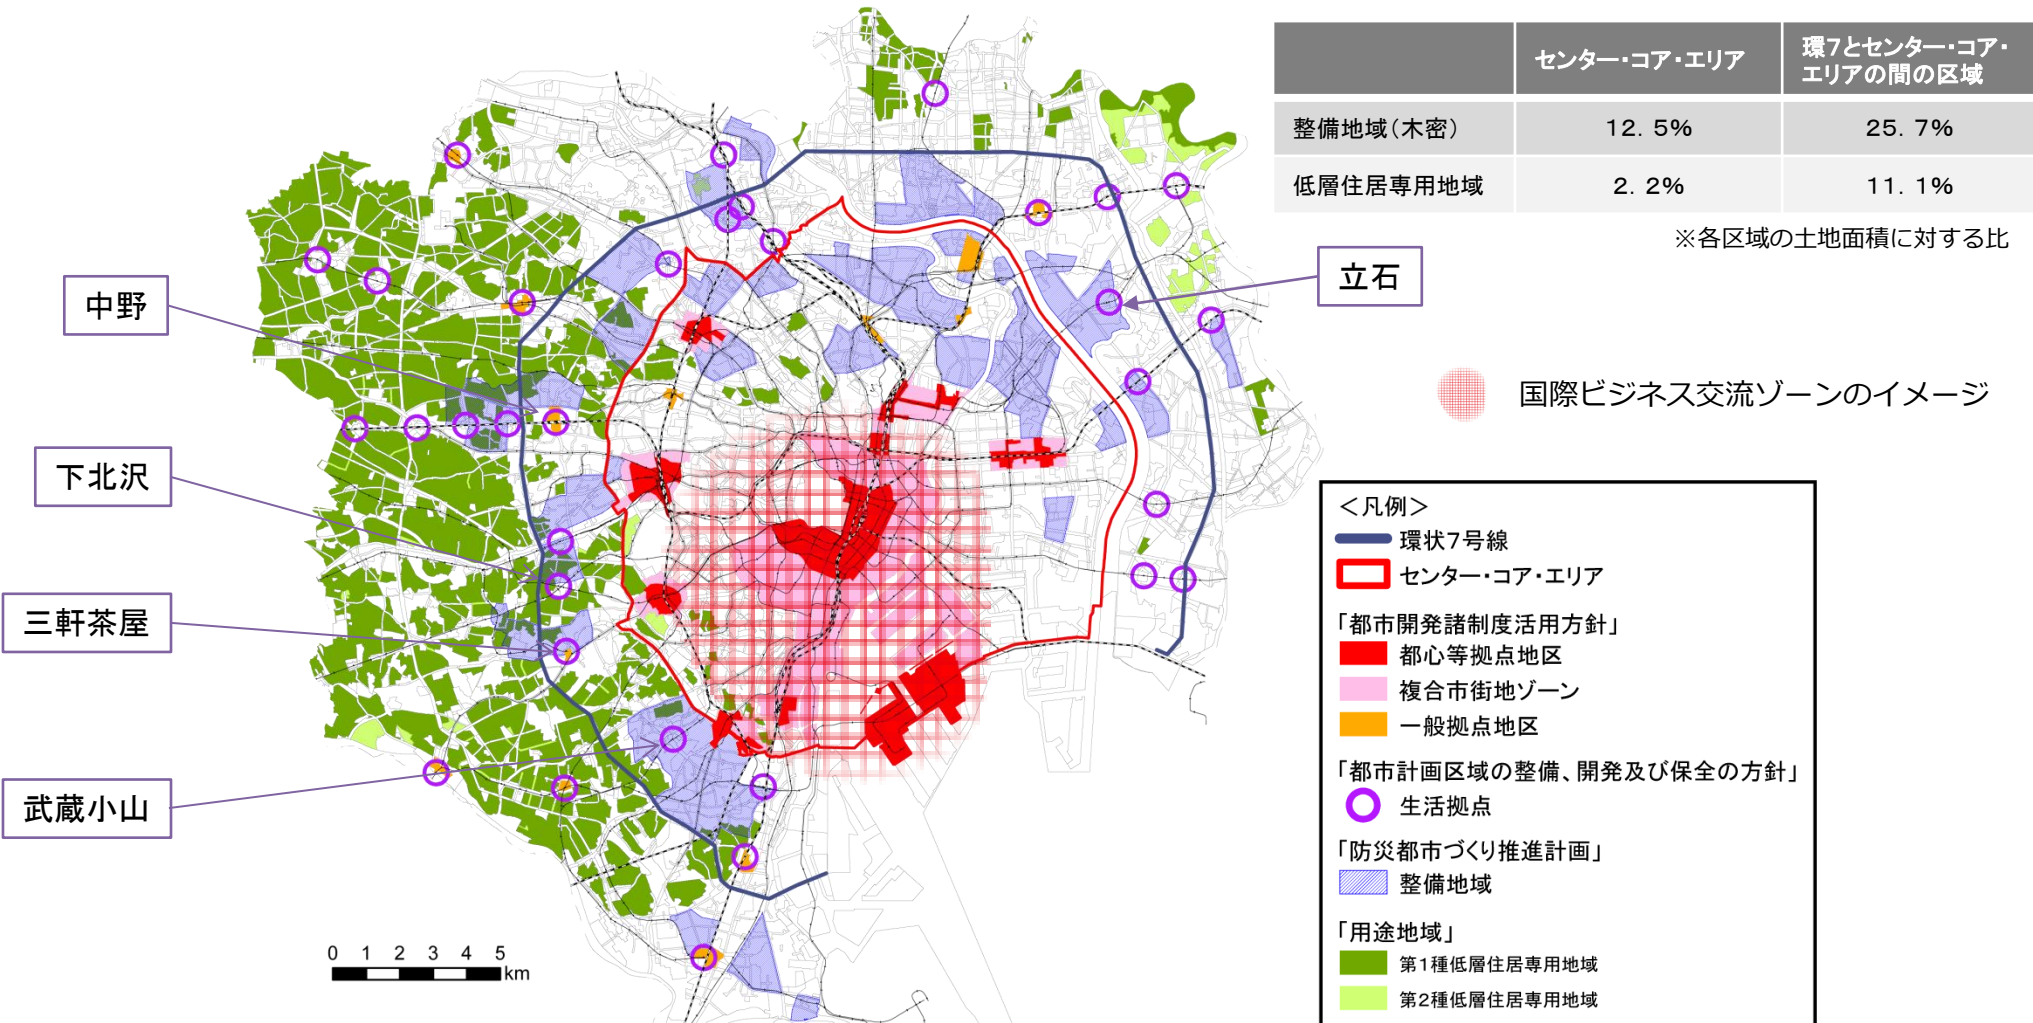 センター・コア・エリア
環7とセンター・コア・
エリアの間の区域
整備地域（木密） 12．5％ 25．7％
低層住居専用地域 2．2％ 11．1％
※各区域の土地面積に対する比
立石
中野
下北沢
三軒茶屋
武蔵小山
国際ビジネス交流ゾーンのイメージ
＜凡例＞
環状7号線
センター・コア・エリア
「都市開発諸制度活用方針」
都心等拠点地区
複合市街地ゾーン
一般拠点地区
「都市計画区域の整備、開発及び保全の方針」
生活拠点
「防災都市づくり推進計画」
整備地域
「用途地域」
第1種低層住居専用地域
第2種低層住居専用地域
0 1 2 3 4 5
km